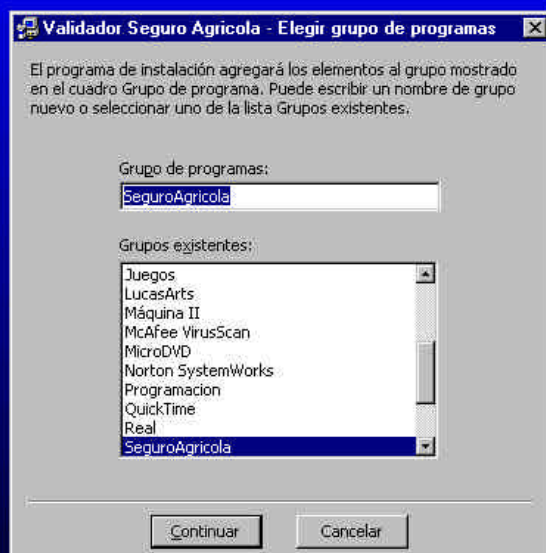 Validador Seguro Agricola - Elegir grupo de programas
El programa de instalación agregará los elementos al grupo mostrado
en el cuadro Grupo de programa. Puede escribir un nombre de grupo
nuevo o seleccionar uno de la lista Grupos existentes.
Grupo de programas:
SeguroAgricola
Grupos existentes:
Juegos
LucasArts
Máquina II
McAfee VirusScan
MicroDVD
Norton SystemWorks
Programacion
QuickTime
Real
SeguroAgricola
Continuar
Cancelar